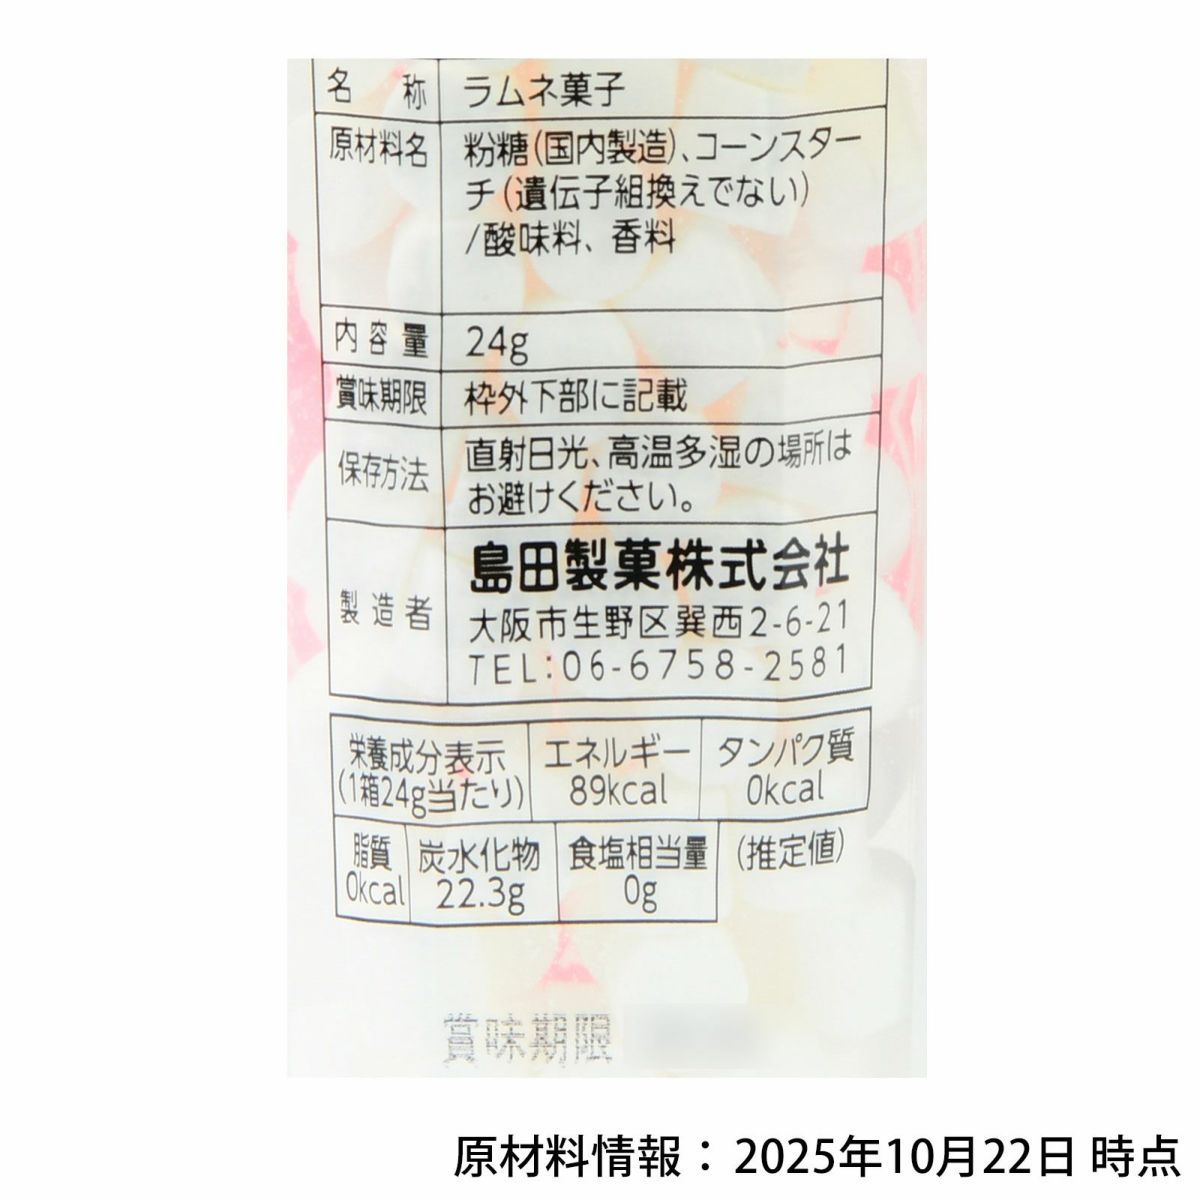 名　称　ラムネ菓子
原材料名　粉糖(国内製造)、コーンスター
チ(遺伝子組換えでない)
/酸味料、香料
内容量　24g
賞味期限　枠外下部に記載
保存方法　直射日光、高温多湿の場所は
お避けください。
製造者　島田製菓株式会社
大阪市生野区巽西2-6-21
TEL:06-6758-2581
栄養成分表示　エネルギー　タンパク質
(1箱24g当たり)　89kcal　0kcal
脂質　炭水化物　食塩相当量　(推定値)
0kcal　22.3g　0g
賞味期限
原材料情報：2025年10月22日 時点